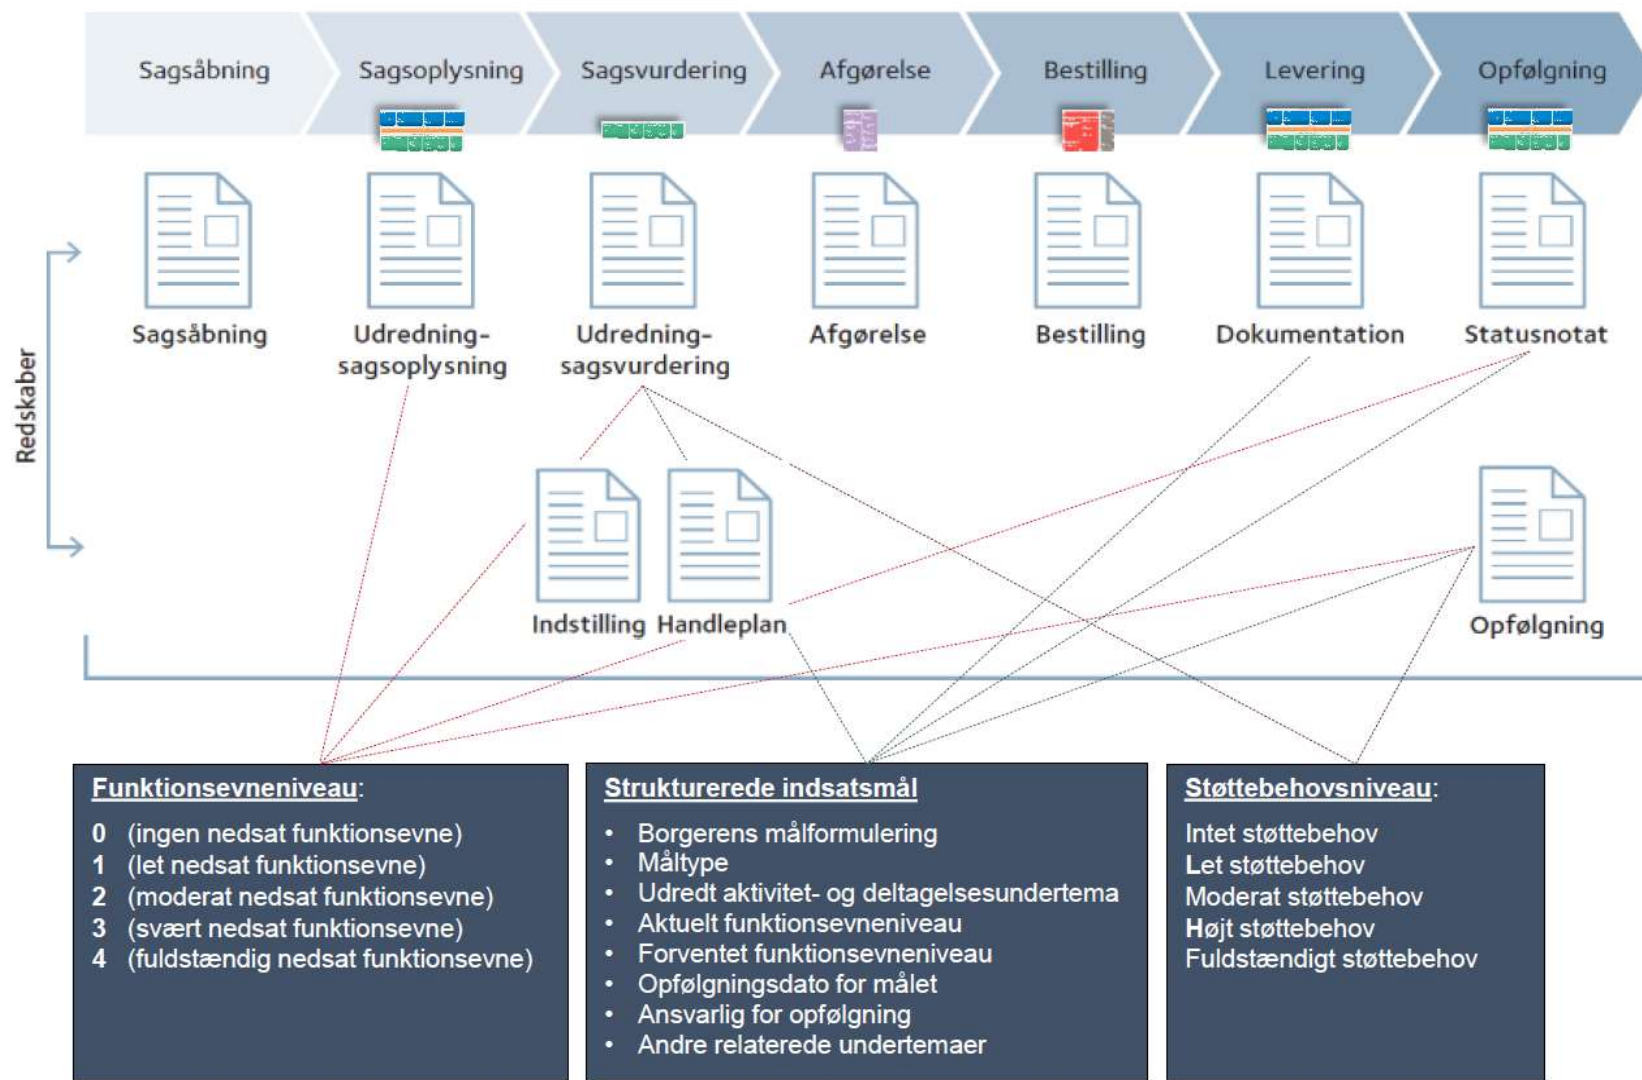 Sagsåbning
Sagsoplysning
Sagsvurdering
Afgørelse
Bestilling
Levering
Opfølgning
Redskaber
Sagsåbning
Udredning-
sagsoplysning
Udredning-
sagsvurdering
Afgørelse
Bestilling
Dokumentation
Statusnotat
Indstilling
Handleplan
Opfølgning
Funktionsevneniveau:
0 (ingen nedsat funktionsevne)
1 (let nedsat funktionsevne)
2 (moderat nedsat funktionsevne)
3 (svært nedsat funktionsevne)
4 (fuldstændig nedsat funktionsevne)
Strukturerede indsatsmål
• Borgerens målformulering
• Måltype
• Udredt aktivitet- og deltagelsesundertema
• Aktuelt funktionsevneniveau
• Forventet funktionsevneniveau
• Opfølgningsdato for målet
• Ansvarlig for opfølgning
• Andre relaterede undertemaer
Støttebehovsniveau:
Intet støttebehov
Let støttebehov
Moderat støttebehov
Højt støttebehov
Fuldstændigt støttebehov